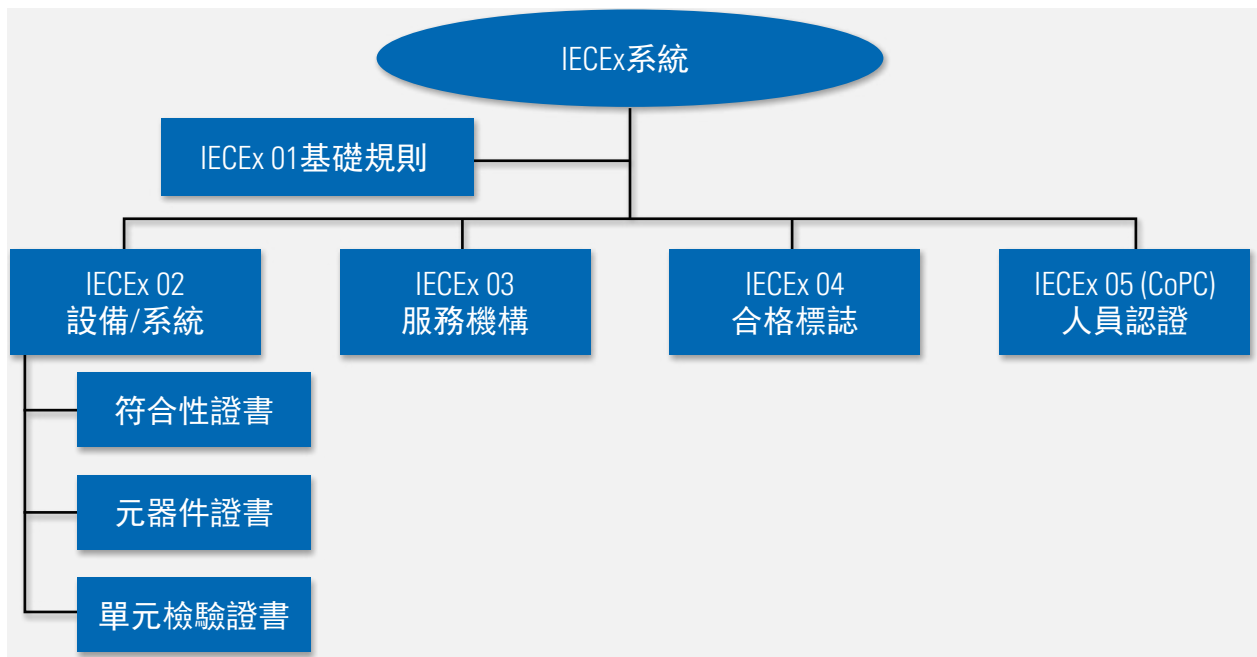 IECEx系統
IECEx 01基礎規則
IECEx 02
設備/系統
IECEx 03
服務機構
IECEx 04
合格標誌
IECEx 05 (CoPC)
人員認證
符合性證書
元器件證書
單元檢驗證書